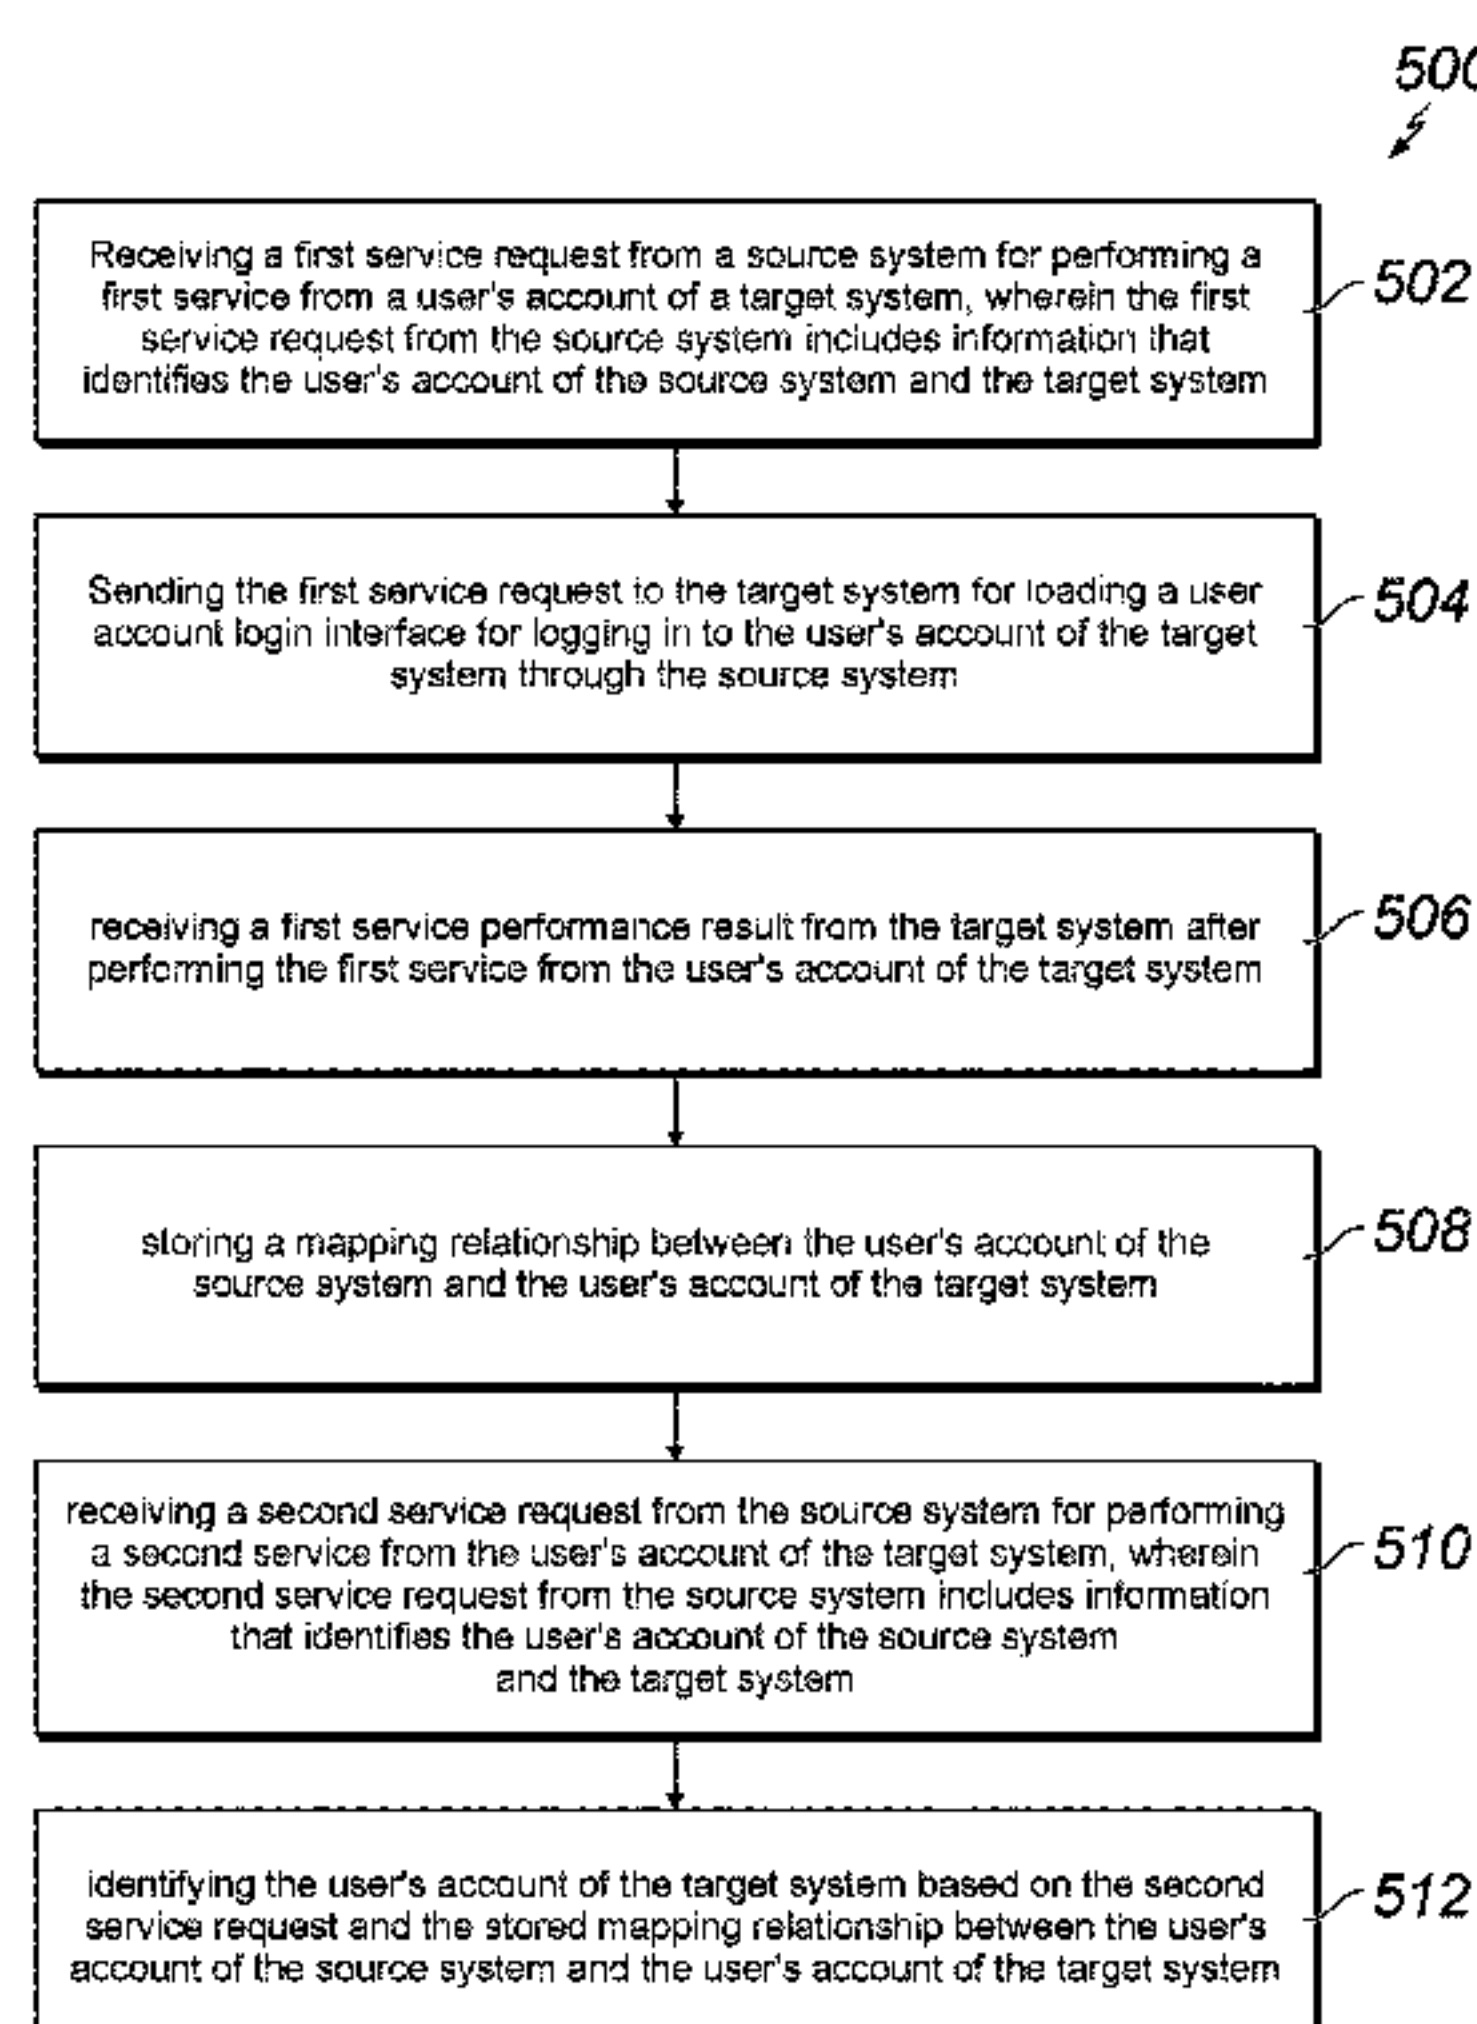 500
Receiving a first service request from a source system for performing a
first service from a user's account of a target system, wherein the first
service request from the source system includes information that
identifies the user's account of the source system and the target system
502
Sending the first service request to the target system for loading a user
account login interface for logging in to the user's account of the target
system through the source system
504
receiving a first service performance result from the target system after
performing the first service from the user's account of the target system
506
storing a mapping relationship between the user's account of the
source system and the user's account of the target system
508
receiving a second service request from the source system for performing
a second service from the user's account of the target system, wherein
the second service request from the source system includes information
that identifies the user's account of the source system
and the target system
510
identifying the user's account of the target system based on the second
service request and the stored mapping relationship between the user's
account of the source system and the user's account of the target system
512